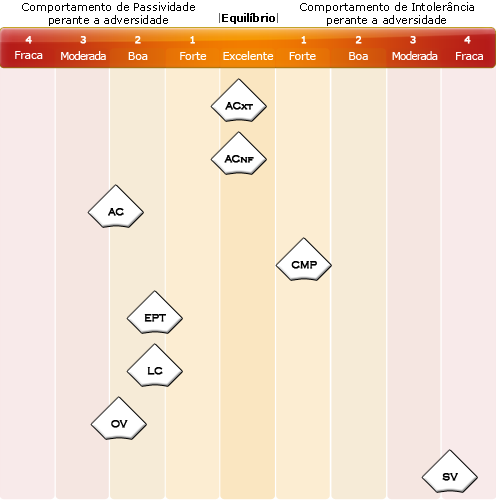 Comportamento de Passividade
perante a adversidade
|Equilíbrio|
Comportamento de Intolerância
perante a adversidade
4 3 2 1 1 2 3 4
Fraca Moderada Boa Forte Excelente Forte Boa Moderada Fraca
ACXT
ACNF
AC
CMP
EPT
LC
OV
SV